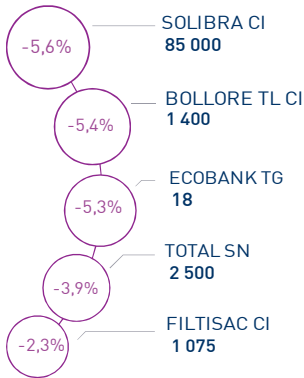 -5,6%
SOLIBRA CI
85 000
-5,4%
BOLLORE TL CI
1 400
-5,3%
ECOBANK TG
18
-3,9%
TOTAL SN
2 500
-2,3%
FILTISAC CI
1 075